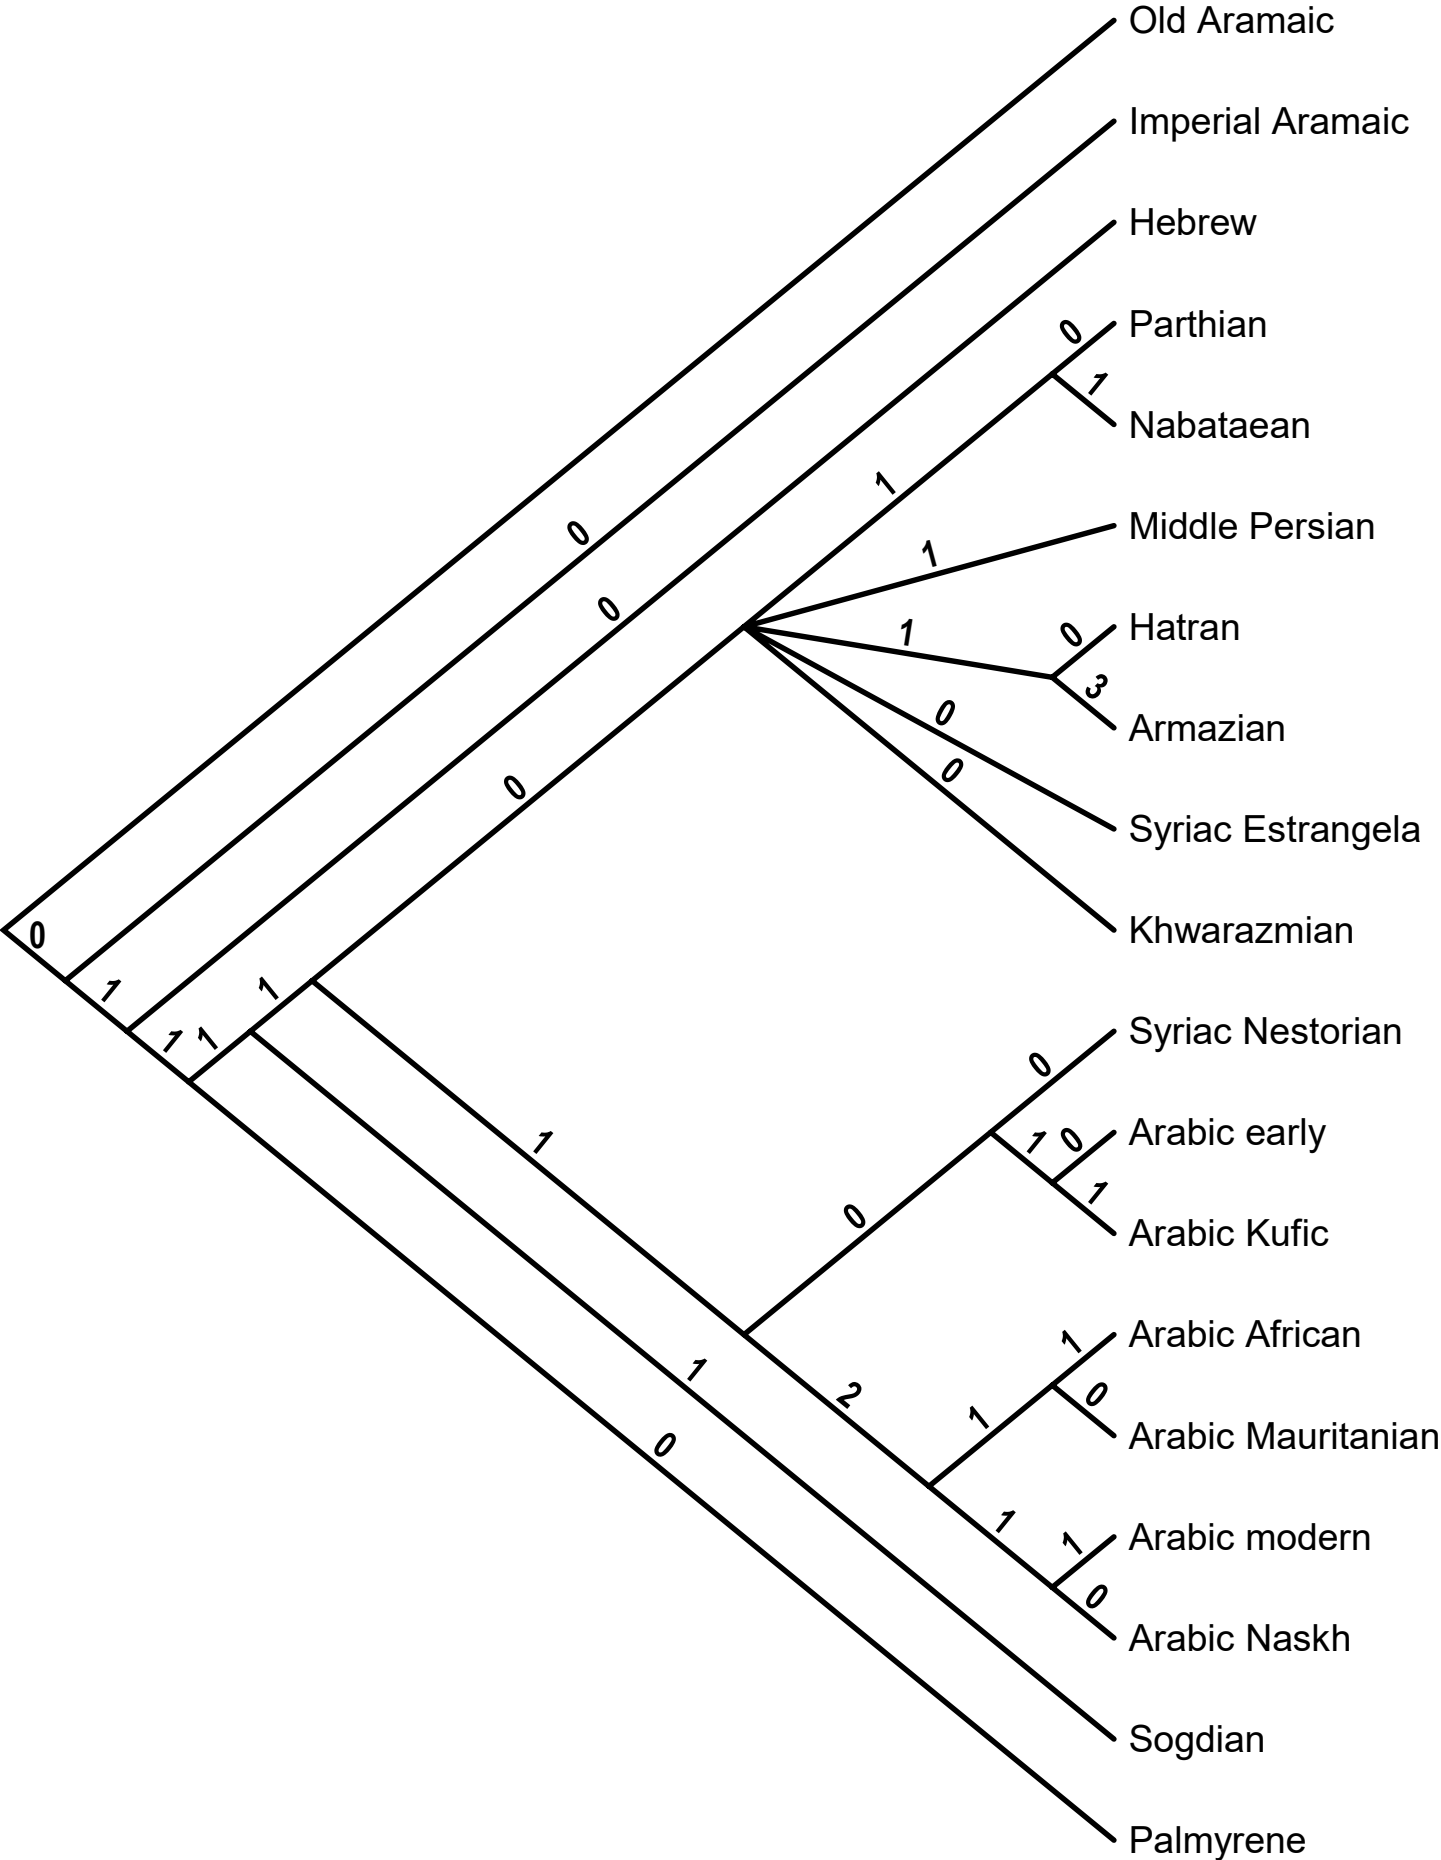 Old Aramaic
Imperial Aramaic
Hebrew
0
Parthian
1
Nabataean
1
Middle Persian
1
0
1
0
Hatran
0
3
Armazian
0
0
0
Syriac Estrangela
Khwarazmian
0
1
1
1
1
Syriac Nestorian
0
1
0
Arabic early
1
1
0
Arabic Kufic
1
Arabic African
1
2
0
1
Arabic Mauritanian
0
1
1
Arabic modern
0
Arabic Naskh
Sogdian
Palmyrene